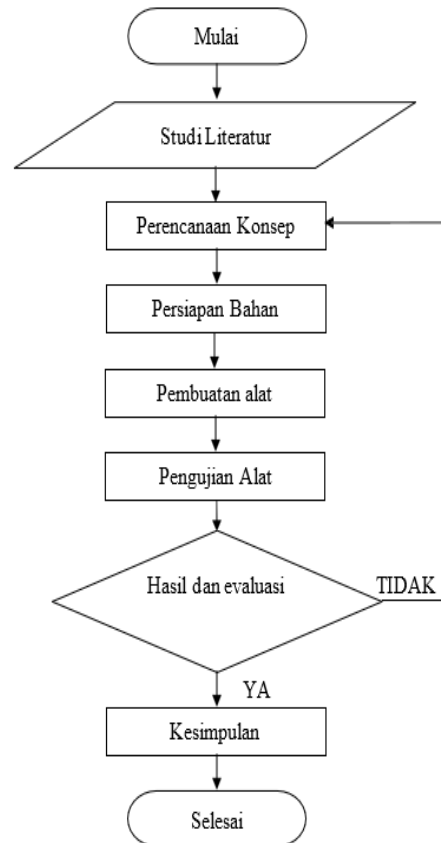 Mulai
Studi Literatur
Perencanaan Konsep
Persiapan Bahan
Pembuatan alat
Pengujian Alat
Hasil dan evaluasi
TIDAK
YA
Kesimpulan
Selesai